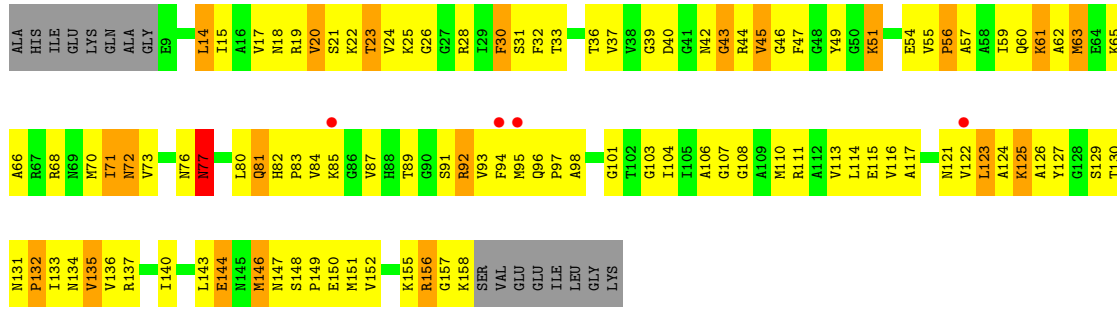 ALA HIS ILE GLU LYS GLN ALA GLY E9 L14 I15 A16 V17 N18 R19 V20 S21 K22 T23 V24 K25 G26 G27 R28 I29 F30 S31 F32 T33 T36 V37 V38 G39 D40 G41 N42 G43 R44 V45 G46 F47 G48 Y49 G50 K51 E54 V55 P56 A57 A58 I59 Q60 K61 A62 M63 E64 K65
A66 R67 R68 N69 M70 I71 N72 V73 N76 N77 L80 Q81 H82 P83 V84 K85 G86 V87 H88 T89 G90 S91 R92 V93 F94 M95 Q96 P97 A98 G101 T102 G103 I104 I105 A106 G107 G108 A109 M110 R111 A112 V113 L114 E115 V116 A117 N121 V122 L123 A124 K125 A126 Y127 G128 S129 T130
N131 P132 I133 N134 V135 V136 R137 I140 L143 E144 N145 M146 N147 S148 P149 E150 M151 V152 K155 R156 G157 K158 SER VAL GLU GLU ILE LEU GLY LYS